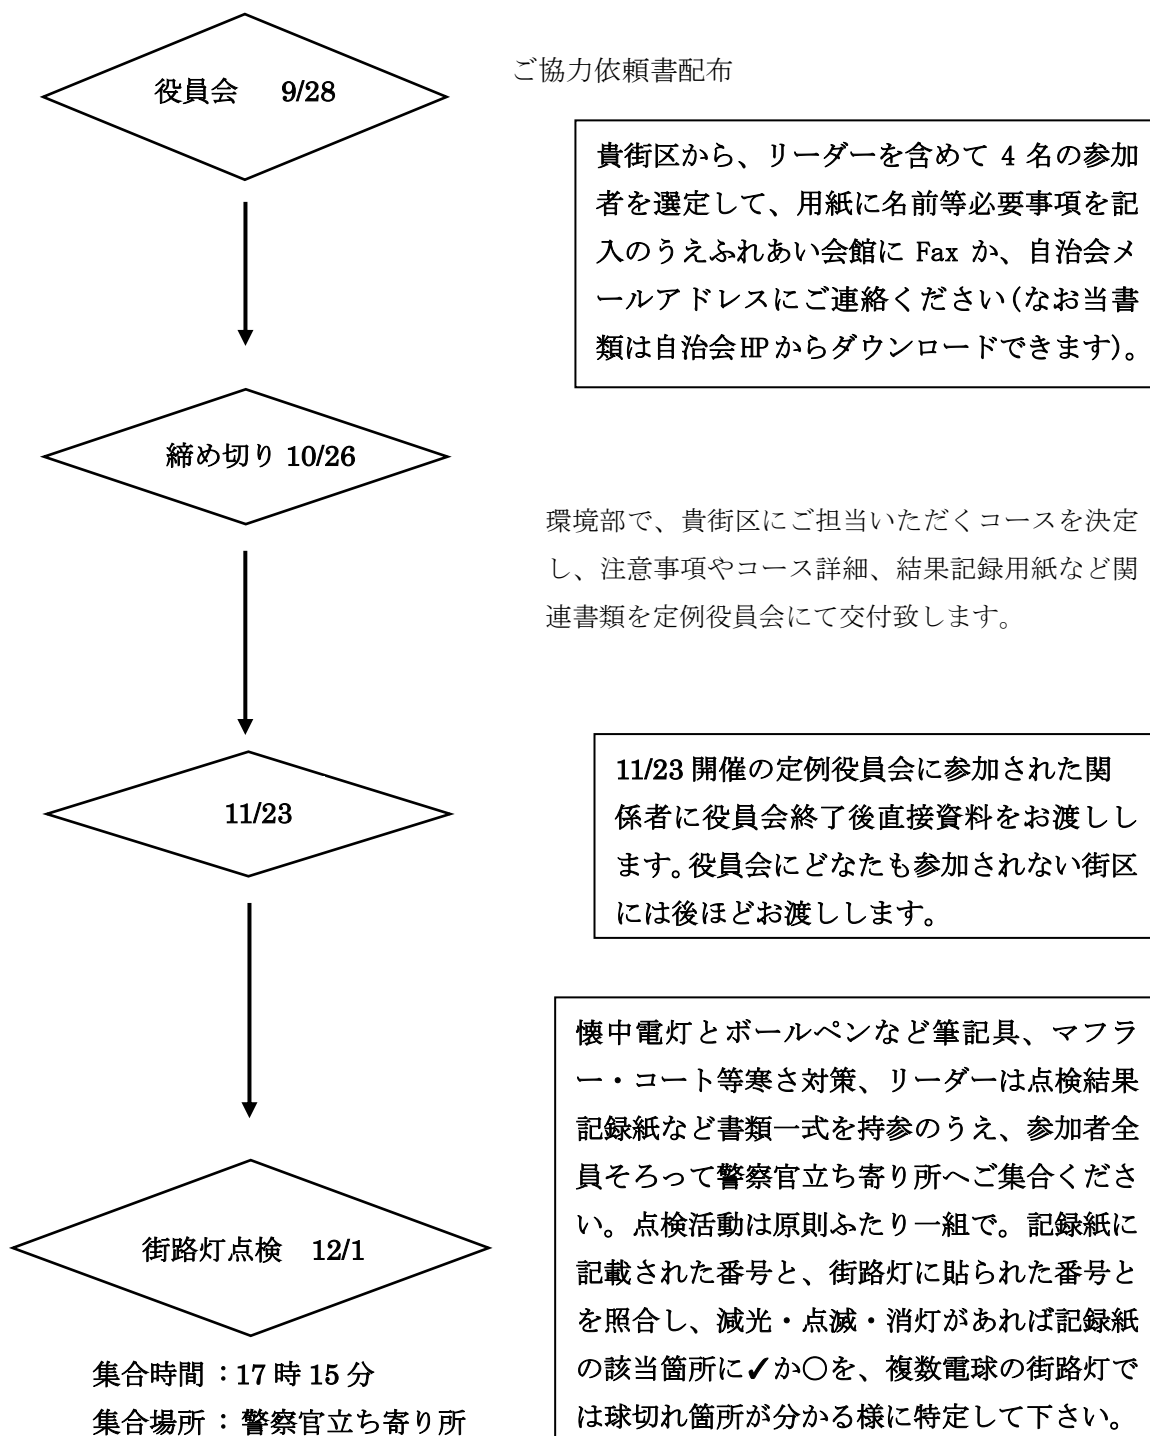 役員会 9/28
ご協力依頼書配布
貴街区から、リーダーを含めて 4 名の参加
者を選定して、用紙に名前等必要事項を記
入のうえふれあい会館に Fax か、自治会メ
ールアドレスにご連絡ください(なお当書
類は自治会HPからダウンロードできます)。
締め切り 10/26
環境部で、貴街区にご担当いただくコースを決定
し、注意事項やコース詳細、結果記録用紙など関
連書類を定例役員会にて交付致します。
11/23
11/23 開催の定例役員会に参加された関
係者に役員会終了後直接資料をお渡しし
ます。役員会にどなたも参加されない街区
には後ほどお渡しします。
懐中電灯とボールペンなど筆記具、マフラ
ー・コート等寒さ対策、リーダーは点検結果
記録紙など書類一式を持参のうえ、参加者全
員そろって警察官立ち寄り所へご集合くださ
い。点検活動は原則ふたり一組で。記録紙に
記載された番号と、街路灯に貼られた番号と
を照合し、減光・点滅・消灯があれば記録紙
の該当箇所に✓か○を、複数電球の街路灯で
は球切れ箇所が分かる様に特定して下さい。
街路灯点検 12/1
集合時間：17 時 15 分
集合場所：警察官立ち寄り所